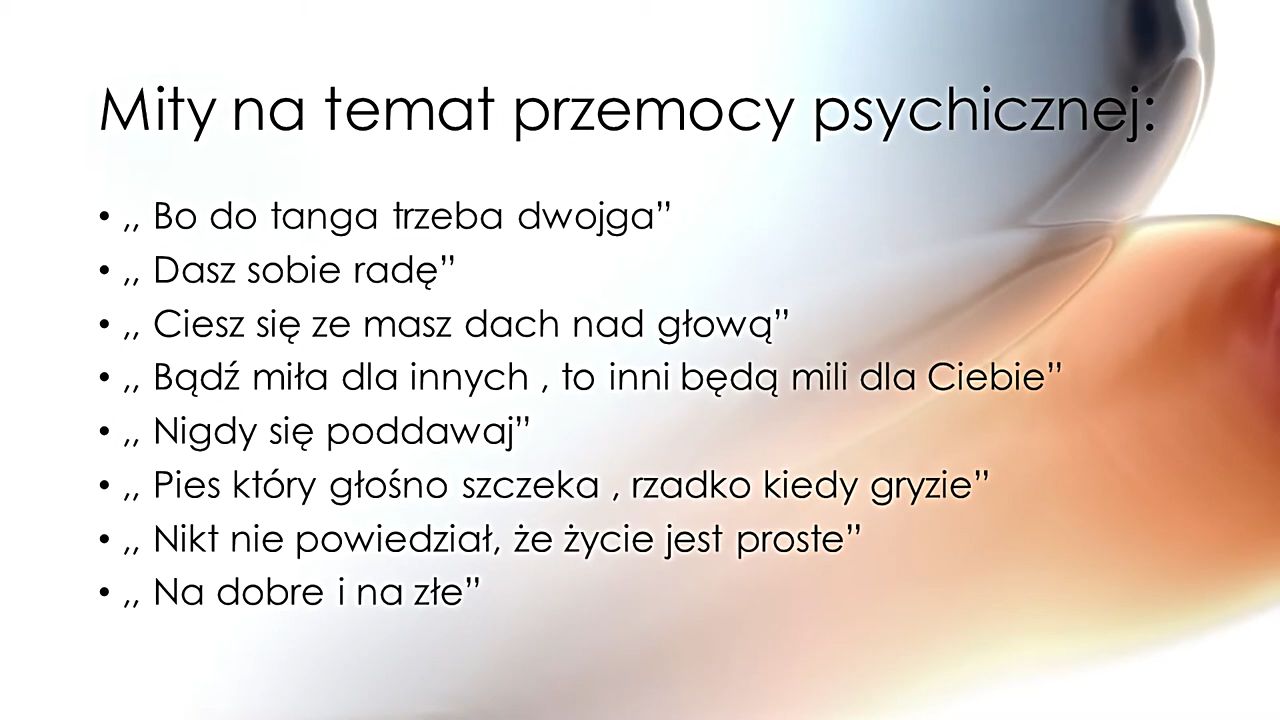 Mity na temat przemocy psychicznej:
• ,, Bo do tanga trzeba dwojga”
• ,, Dasz sobie radę”
• ,, Ciesz się ze masz dach nad głową”
• ,, Bądź miła dla innych , to inni będą mili dla Ciebie”
• ,, Nigdy się poddawaj”
• ,, Pies który głośno szczeka , rzadko kiedy gryzie”
• ,, Nikt nie powiedział, że życie jest proste”
• ,, Na dobre i na złe”